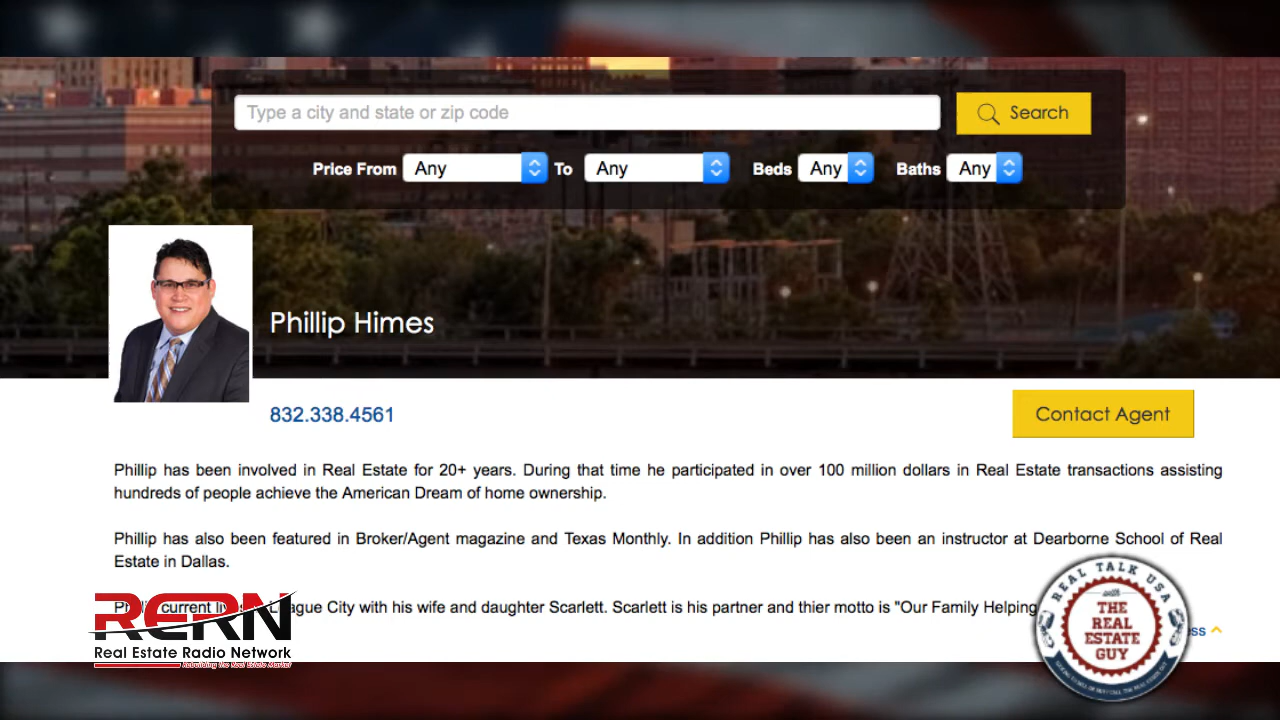 Type a city and state or zip code
Search
Price From Any To Any Beds Any Baths Any
Phillip Himes
832.338.4561
Contact Agent
Phillip has been involved in Real Estate for 20+ years. During that time he participated in over 100 million dollars in Real Estate transactions assisting
hundreds of people achieve the American Dream of home ownership.
Phillip has also been featured in Broker/Agent magazine and Texas Monthly. In addition Phillip has also been an instructor at Dearborne School of Real
Estate in Dallas.
current City with his wife and daughter Scarlett. Scarlett is his partner and thier motto is "Our Family Helping
RERN
Real Estate Radio Network
Rebuilding the Real Estate Market
REAL TALK USA
with
THE
REAL
ESTATE
GUY